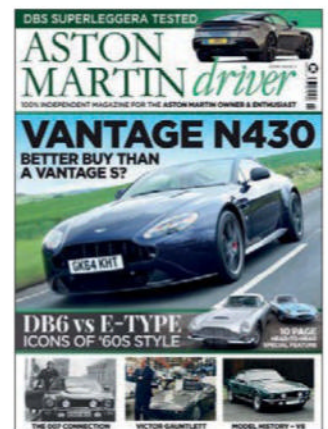 DBS SUPERLEGGERA TESTED
ASTON
MARTIN driver
100% INDEPENDENT MAGAZINE FOR THE ASTON MARTIN OWNER & ENTHUSIAST
VANTAGE N430
BETTER BUY THAN
A VANTAGE S?
GK64 KHT
DB6 vs E-TYPE
ICONS OF '60S STYLE
10 PAGE
HEAD-TO-HEAD
SPECIAL FEATURE
THE 007 CONNECTION
VICTOR GAUNTLETT
MODEL HISTORY - V8